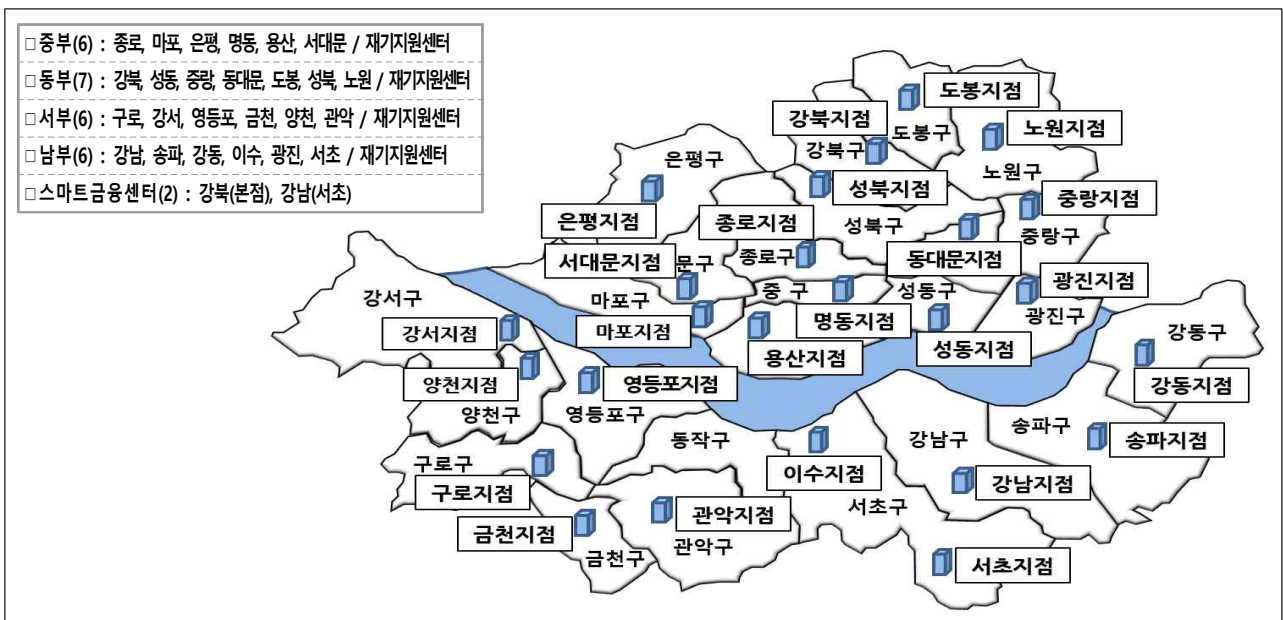 □중부(6) : 종로, 마포, 은평, 명동, 용산, 서대문 / 재기지원센터
□동부(7) : 강북, 성동, 중랑, 동대문, 도봉, 성북, 노원 / 재기지원센터
□서부(6) : 구로, 강서, 영등포, 금천, 양천, 관악 / 재기지원센터
□남부(6) : 강남, 송파, 강동, 이수, 광진, 서초 / 재기지원센터
□스마트금융센터(2) : 강북(본점), 강남(서초)
도봉지점
강북지점
도봉구
노원지점
강북구
은평구
노원구
성북지점
중랑지점
은평지점
종로지점
성북구
중랑구
서대문지점
문구
종로구
동대문지점
광진지점
강서구
마포구
중 구
성동구
광진구
강서지점
마포지점
명동지점
강동구
용산지점
성동지점
양천지점
영등포지점
강동지점
양천구
영등포구
동작구
강남구
송파구
송파지점
구로구
이수지점
구로지점
강남지점
서초구
금천지점
관악지점
금천구
관악구
서초지점